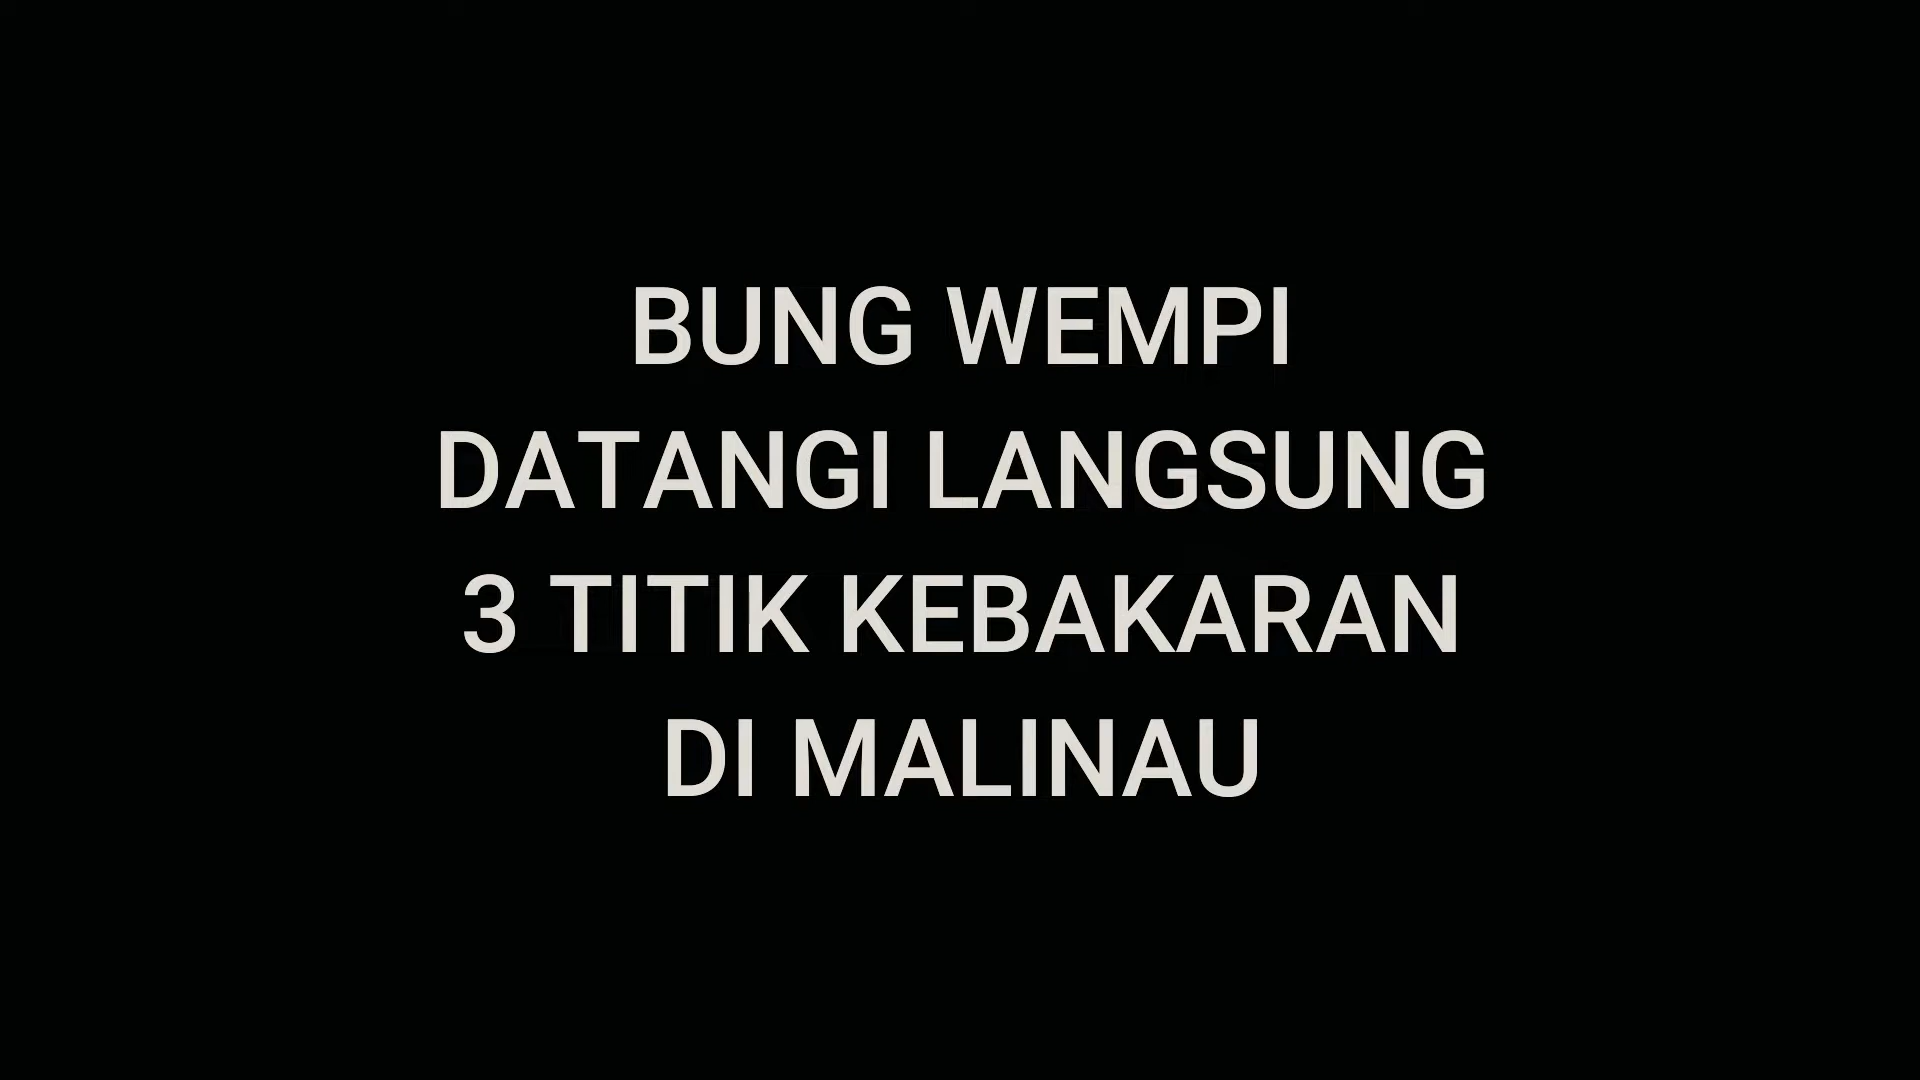 BUNG WEMPI
DATANGI LANGSUNG
3 TITIK KEBAKARAN
DI MALINAU